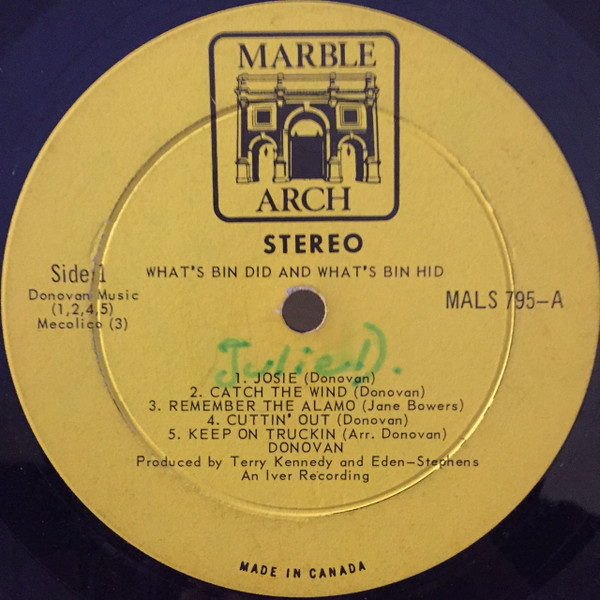 MARBLE
ARCH
STEREO
WHAT'S BIN DID AND WHAT'S BIN HID
Side 1
Donovan Music
(1,2,4,5)
Mecolico (3)
MALS 795-A
Julie D.
1. JOSIE (Donovan)
2. CATCH THE WIND (Donovan)
3. REMEMBER THE ALAMO (Jane Bowers)
4. CUTTIN' OUT (Donovan)
5. KEEP ON TRUCKIN (Arr. Donovan)
DONOVAN
Produced by Terry Kennedy and Eden-Stephens
An Iver Recording
MADE IN CANADA